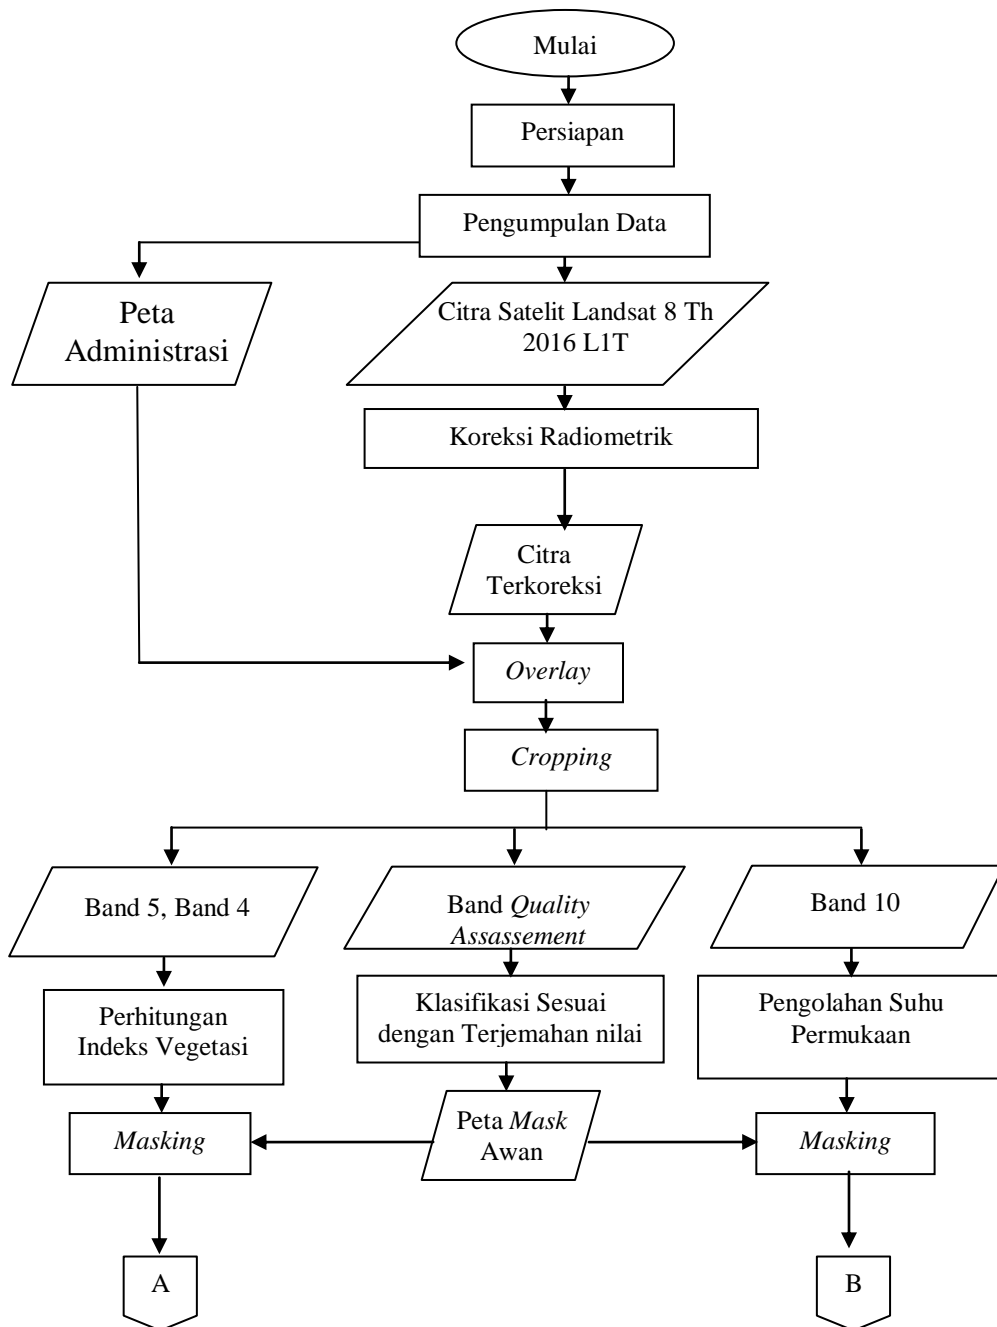 Mulai
Persiapan
Pengumpulan Data
Peta
Administrasi
Citra Satelit Landsat 8 Th
2016 L1T
Koreksi Radiometrik
Citra
Terkoreksi
Overlay
Cropping
Band 5, Band 4
Band Quality
Assassement
Band 10
Perhitungan
Indeks Vegetasi
Klasifikasi Sesuai
dengan Terjemahan nilai
Pengolahan Suhu
Permukaan
Masking
Peta Mask
Awan
Masking
A
B